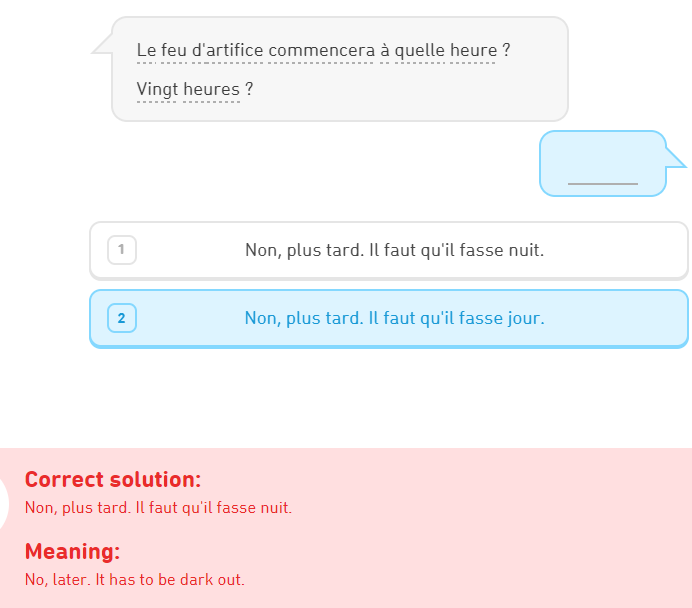 Le feu d'artifice commencera à quelle heure ?
Vingt heures ?
1 Non, plus tard. Il faut qu'il fasse nuit.
2 Non, plus tard. Il faut qu'il fasse jour.
Correct solution:
Non, plus tard. Il faut qu'il fasse nuit.
Meaning:
No, later. It has to be dark out.